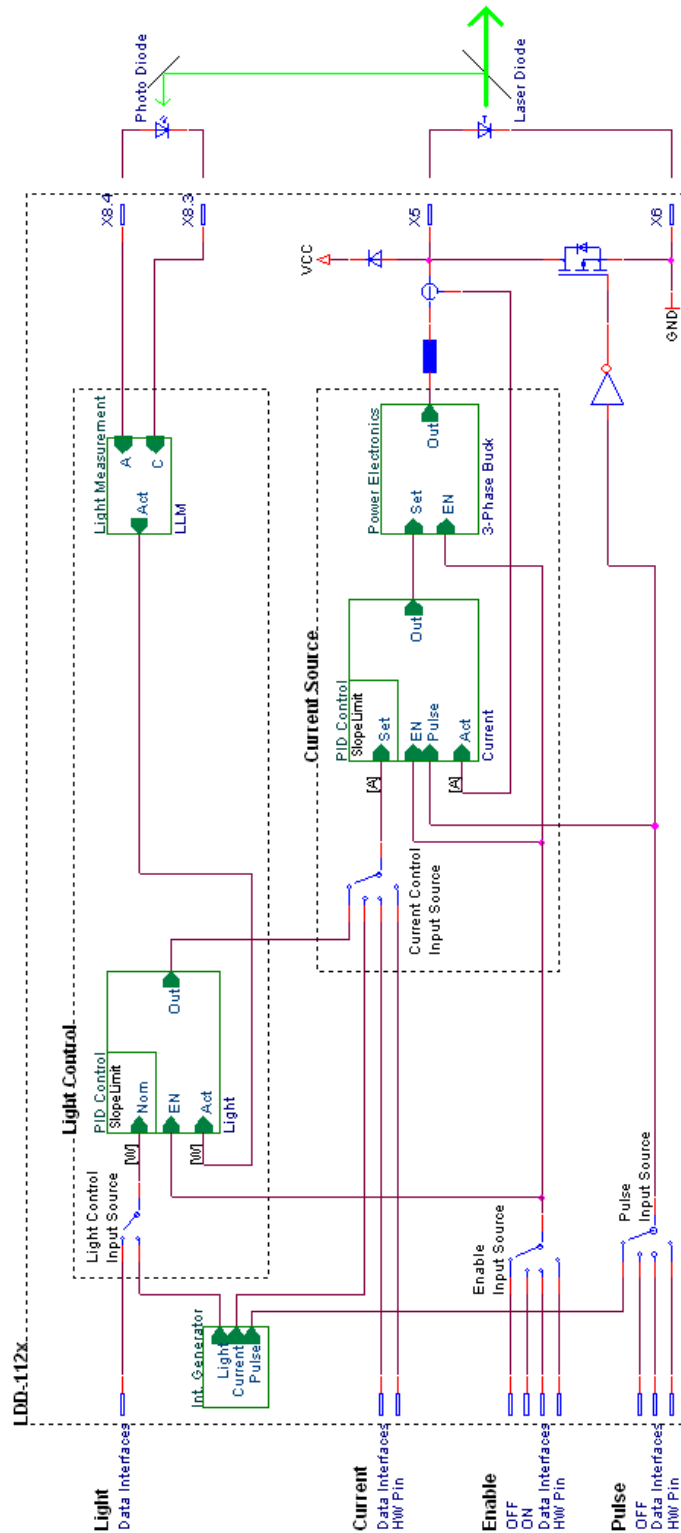 LDD-112x
Light
Data Interfaces
Current
Data Interfaces
HW Pin
Enable
OFF
ON
Data Interfaces
HW Pin
Pulse
OFF
Data Interfaces
HW Pin
Int. Generator
Light
Current
Pulse
Light Control
Light Control
Input Source
PID Control
SlopeLimit
[W]
Nom
EN
[W]
Act
Out
Light
Light Measurement
Act
A
C
LLM
Current Source
Current Control
Input Source
PID Control
SlopeLimit
[A]
Set
EN
Pulse
[A]
Act
Out
Current
Power Electronics
Set
EN
Out
3-Phase Buck
Enable
Input Source
Pulse
Input Source
VCC
GND
X8.4
X8.3
X5
X6
Photo Diode
Laser Diode